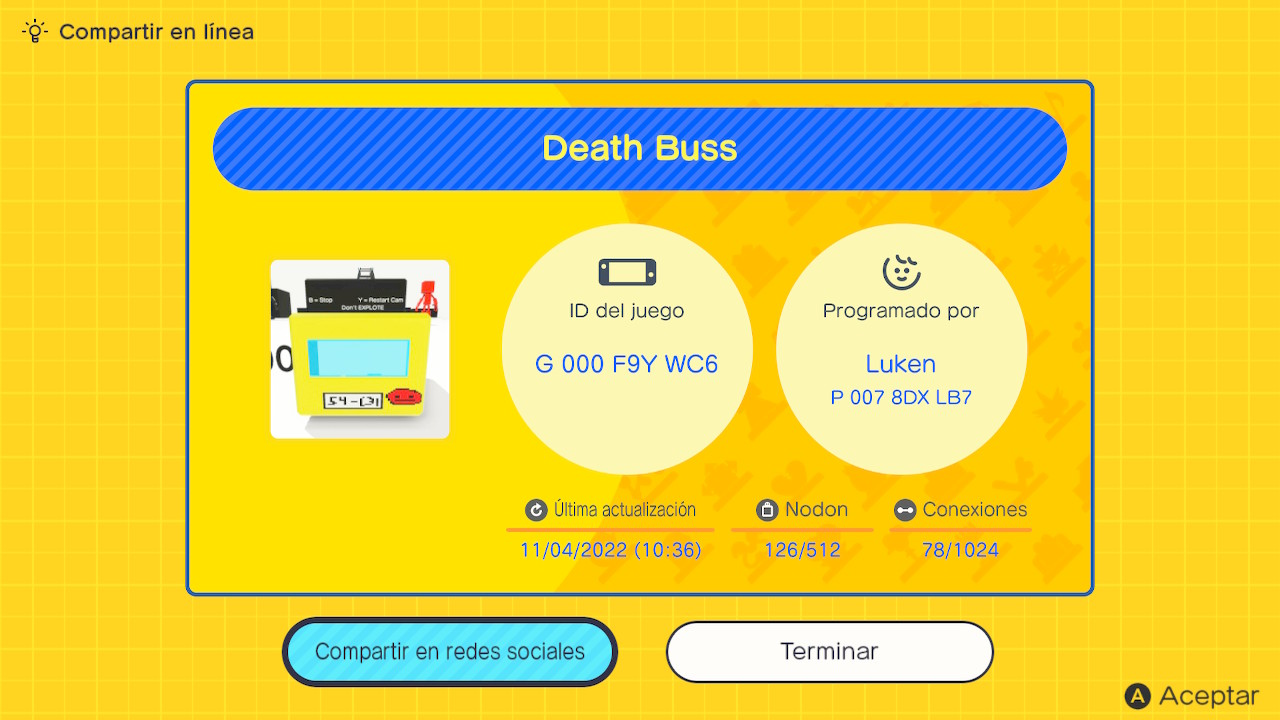 Compartir en línea
Death Buss
B = Stop Y = Restart Cam
Don't EXPLOTE
ID del juego
G 000 F9Y WC6
Programado por
Luken
P 007 8DX LB7
Última actualización
11/04/2022 (10:36)
Nodon
126/512
Conexiones
78/1024
Compartir en redes sociales
Terminar
A Aceptar